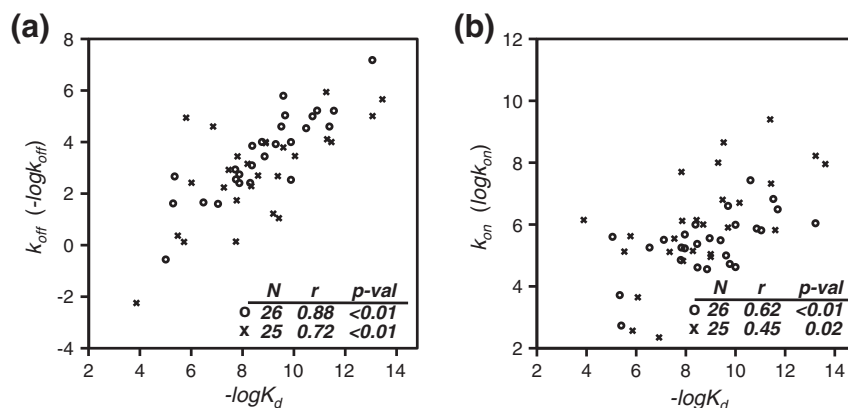 (a)
8
6
4
2
0
-2
-4
k_off (-logk_off)
N r p-val
o 26 0.88 <0.01
x 25 0.72 <0.01
2 4 6 8 10 12 14
-logK_d
(b)
12
10
8
6
4
2
k_on (logk_on)
N r p-val
o 26 0.62 <0.01
x 25 0.45 0.02
2 4 6 8 10 12 14
-logK_d